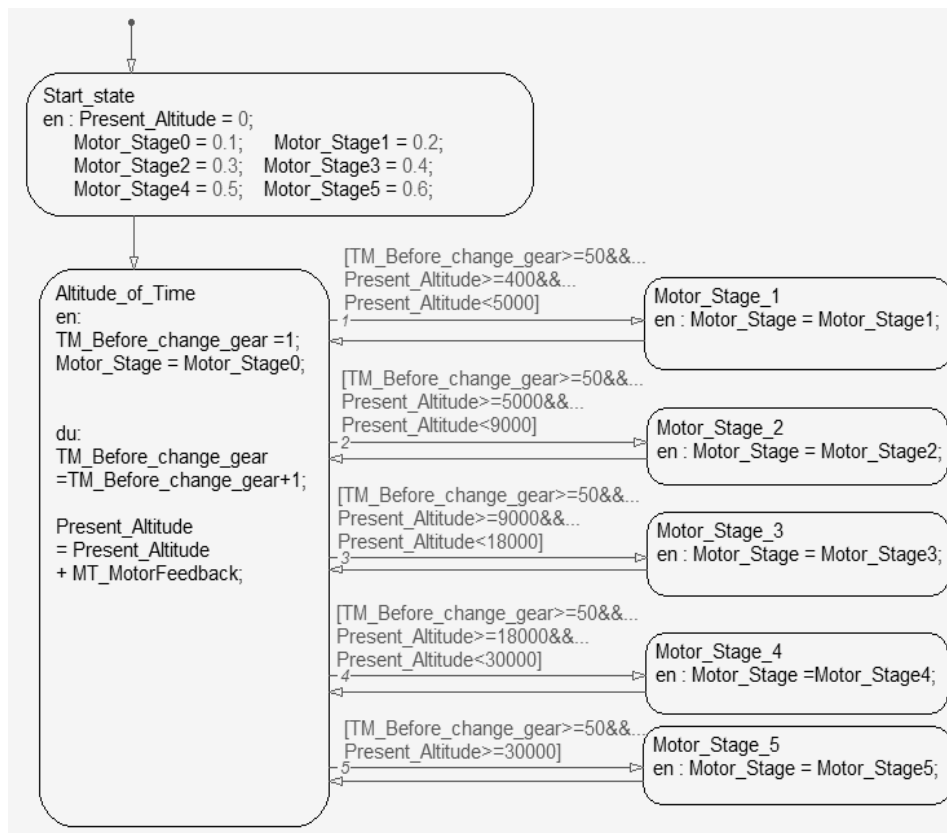 Start_state
en : Present_Altitude = 0;
Motor_Stage0 = 0.1; Motor_Stage1 = 0.2;
Motor_Stage2 = 0.3; Motor_Stage3 = 0.4;
Motor_Stage4 = 0.5; Motor_Stage5 = 0.6;
Altitude_of_Time
en:
TM_Before_change_gear =1;
Motor_Stage = Motor_Stage0;
du:
TM_Before_change_gear
=TM_Before_change_gear+1;
Present_Altitude
= Present_Altitude
+ MT_MotorFeedback;
[TM_Before_change_gear>=50&&...
Present_Altitude>=400&&...
Present_Altitude<5000]
1
Motor_Stage_1
en : Motor_Stage = Motor_Stage1;
[TM_Before_change_gear>=50&&...
Present_Altitude>=5000&&...
Present_Altitude<9000]
2
Motor_Stage_2
en : Motor_Stage = Motor_Stage2;
[TM_Before_change_gear>=50&&...
Present_Altitude>=9000&&...
Present_Altitude<18000]
3
Motor_Stage_3
en : Motor_Stage = Motor_Stage3;
[TM_Before_change_gear>=50&&...
Present_Altitude>=18000&&...
Present_Altitude<30000]
4
Motor_Stage_4
en : Motor_Stage =Motor_Stage4;
[TM_Before_change_gear>=50&&...
Present_Altitude>=30000]
5
Motor_Stage_5
en : Motor_Stage = Motor_Stage5;